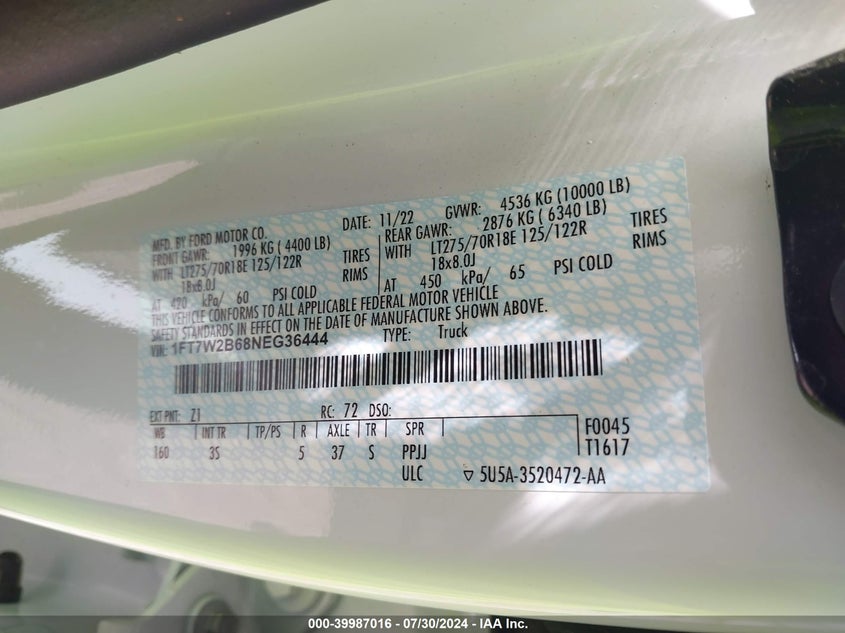 MFD. BY FORD MOTOR CO. DATE: 11/22 GVWR: 4536 KG (10000 LB)
FRONT GAWR: 1996 KG ( 4400 LB) REAR GAWR: 2876 KG ( 6340 LB)
WITH LT275/70R18E 125/122R TIRES WITH LT275/70R18E 125/122R TIRES
18x8.0J RIMS 18x8.0J RIMS
AT 420 kPa/ 60 PSI COLD AT 450 kPa/ 65 PSI COLD
THIS VEHICLE CONFORMS TO ALL APPLICABLE FEDERAL MOTOR VEHICLE
SAFETY STANDARDS IN EFFECT ON THE DATE OF MANUFACTURE SHOWN ABOVE.
VIN: 1FT7W2B68NEG36444 TYPE: Truck
EXT PNT: Z1 RC: 72 DSO:
WB INT TR TP/PS R AXLE TR SPR F0045
160 3S 5 37 S PPJJ T1617
ULC ▽ 5U5A-3520472-AA
000-39987016 / 07/30/2024 - IAA Inc.